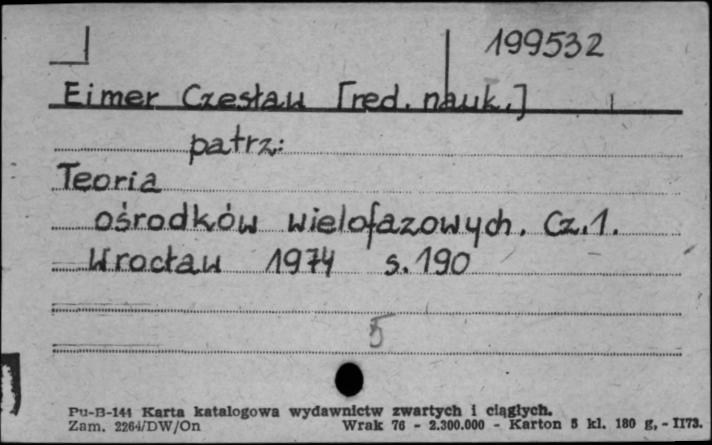 199532
Eimer Czesław [red. nauk.]
patrz:
Teoria
ośrodków wielofazowych. Cz.1.
Wrocław 1974 s.190
5
Pu-B-144 Karta katalogowa wydawnictw zwartych i ciągłych.
Zam. 2264/DW/On Wrak 76 - 2.300.000 - Karton 5 kl. 180 g, - II73.